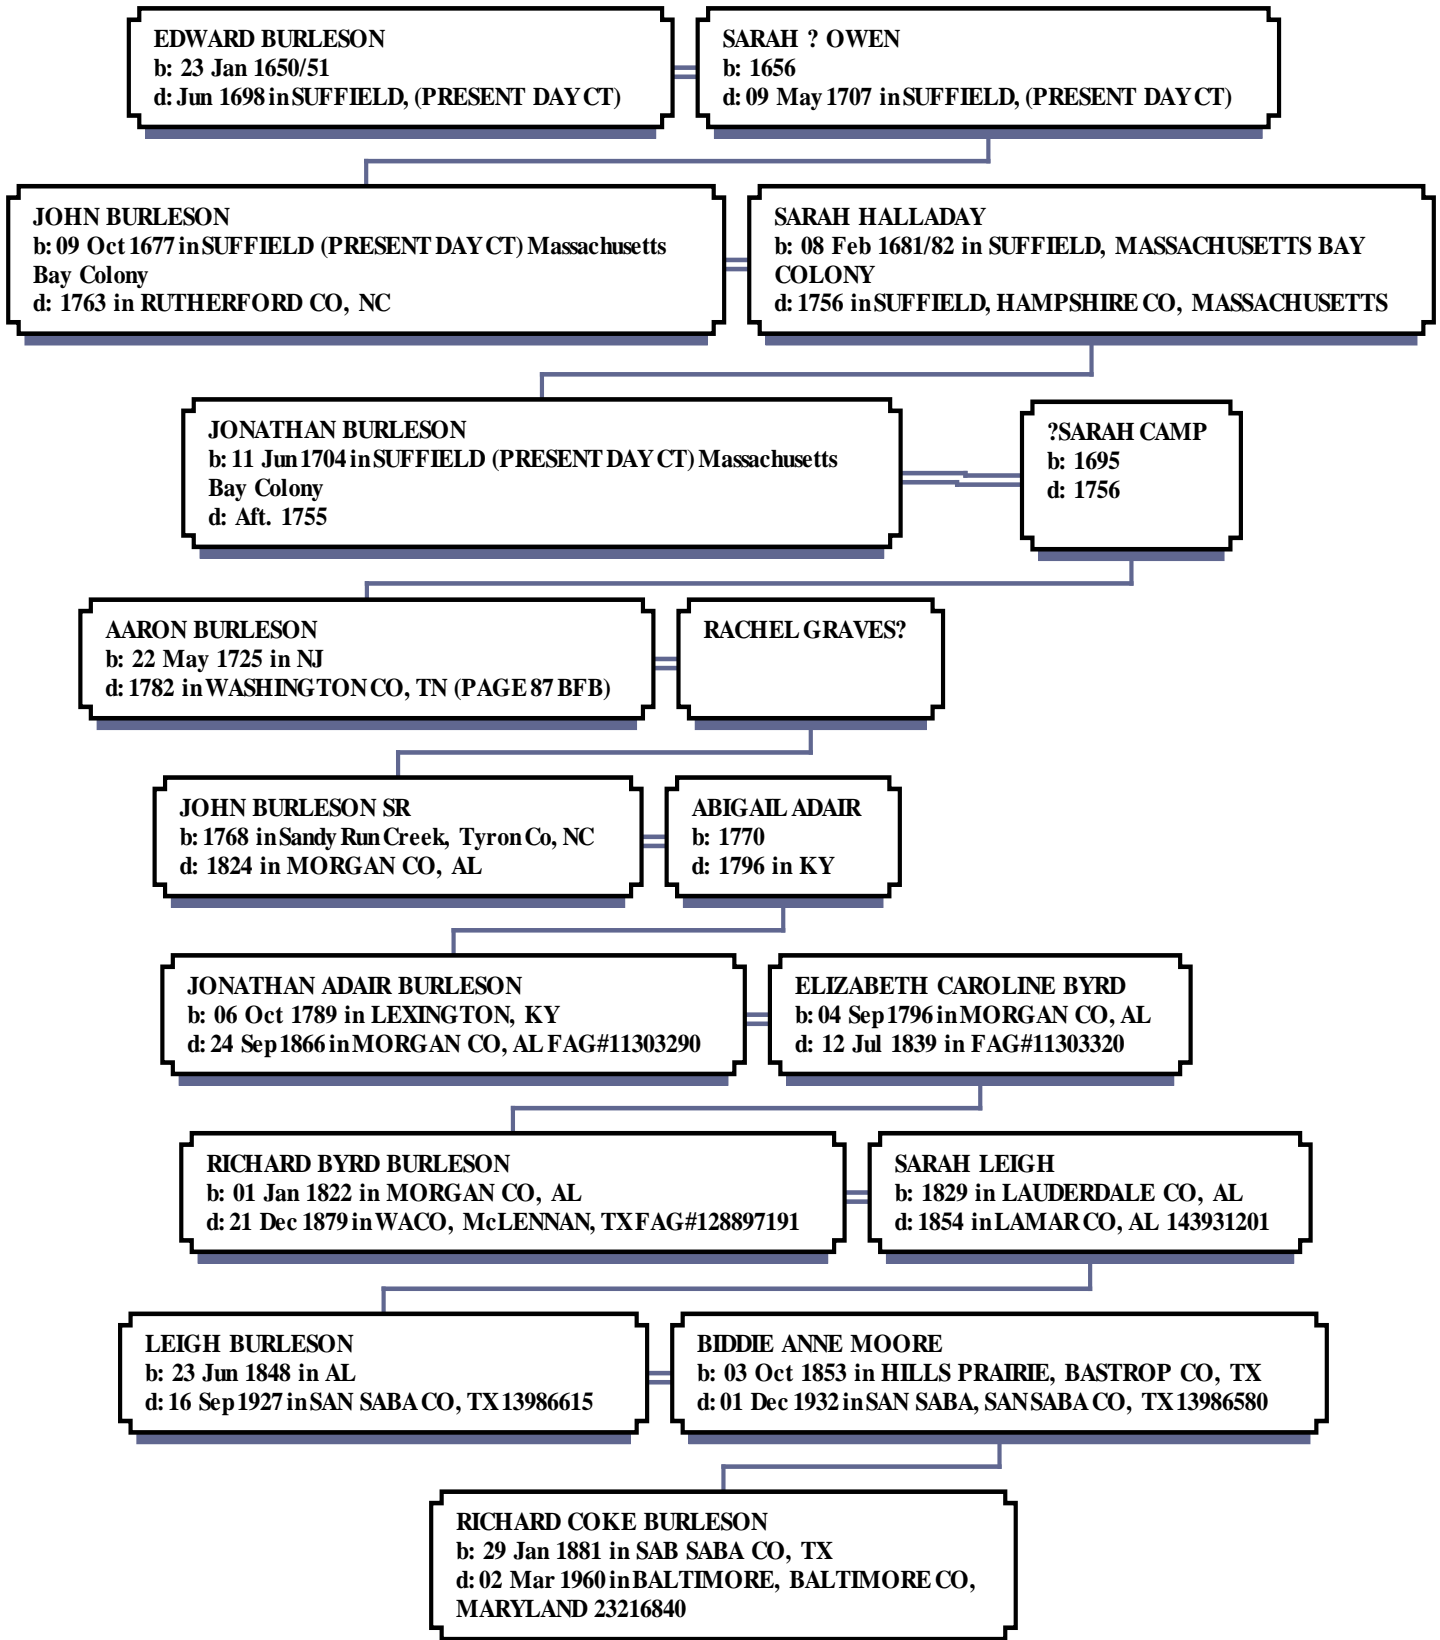 EDWARD BURLESON
b: 23 Jan 1650/51
d: Jun 1698 in SUFFIELD, (PRESENT DAY CT)
SARAH ? OWEN
b: 1656
d: 09 May 1707 in SUFFIELD, (PRESENT DAY CT)
JOHN BURLESON
b: 09 Oct 1677 in SUFFIELD (PRESENT DAY CT) Massachusetts
Bay Colony
d: 1763 in RUTHERFORD CO, NC
SARAH HALLADAY
b: 08 Feb 1681/82 in SUFFIELD, MASSACHUSETTS BAY
COLONY
d: 1756 in SUFFIELD, HAMPSHIRE CO, MASSACHUSETTS
JONATHAN BURLESON
b: 11 Jun 1704 in SUFFIELD (PRESENT DAY CT) Massachusetts
Bay Colony
d: Aft. 1755
?SARAH CAMP
b: 1695
d: 1756
AARON BURLESON
b: 22 May 1725 in NJ
d: 1782 in WASHINGTON CO, TN (PAGE 87 BFB)
RACHEL GRAVES?
JOHN BURLESON SR
b: 1768 in Sandy Run Creek, Tyron Co, NC
d: 1824 in MORGAN CO, AL
ABIGAIL ADAIR
b: 1770
d: 1796 in KY
JONATHAN ADAIR BURLESON
b: 06 Oct 1789 in LEXINGTON, KY
d: 24 Sep 1866 in MORGAN CO, AL FAG#11303290
ELIZABETH CAROLINE BYRD
b: 04 Sep 1796 in MORGAN CO, AL
d: 12 Jul 1839 in FAG#11303320
RICHARD BYRD BURLESON
b: 01 Jan 1822 in MORGAN CO, AL
d: 21 Dec 1879 in WACO, McLENNAN, TX FAG#128897191
SARAH LEIGH
b: 1829 in LAUDERDALE CO, AL
d: 1854 in LAMAR CO, AL 143931201
LEIGH BURLESON
b: 23 Jun 1848 in AL
d: 16 Sep 1927 in SAN SABA CO, TX 13986615
BIDDIE ANNE MOORE
b: 03 Oct 1853 in HILLS PRAIRIE, BASTROP CO, TX
d: 01 Dec 1932 in SAN SABA, SAN SABA CO, TX 13986580
RICHARD COKE BURLESON
b: 29 Jan 1881 in SAB SABA CO, TX
d: 02 Mar 1960 in BALTIMORE, BALTIMORE CO,
MARYLAND 23216840